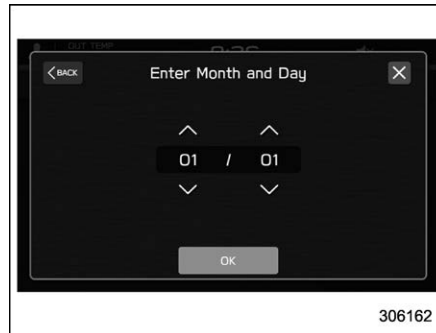 OUT TEMP
BACK
Enter Month and Day
01 / 01
OK
306162